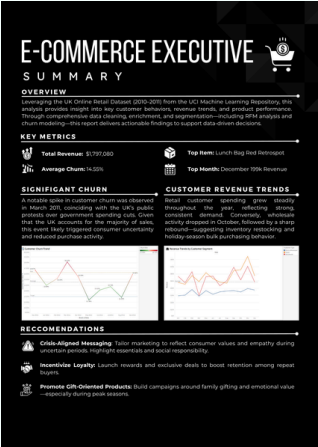 E-COMMERCE EXECUTIVE
SUMMARY
OVERVIEW
Leveraging the UK Online Retail Dataset (2010-2011) from the UCI Machine Learning Repository, this
analysis provides insight into key customer behaviors, revenue trends, and product performance.
Through comprehensive data cleaning, enrichment, and segmentation—including RFM analysis and
churn modeling—this report delivers actionable findings to support data-driven decisions.
KEY METRICS
Total Revenue: $1,797,080
Top Item: Lunch Bag Red Retrospot
Average Churn: 14.55%
Top Month: December 199k Revenue
SIGNIFICANT CHURN
A notable spike in customer churn was observed
in March 2011, coinciding with the UK's public
protests over government spending cuts. Given
that the UK accounts for the majority of sales,
this event likely triggered consumer uncertainty
and reduced purchase activity.
CUSTOMER REVENUE TRENDS
Retail customer spending grew steadily
throughout the year, reflecting strong,
consistent demand. Conversely, wholesale
activity dropped in October, followed by a sharp
rebound—suggesting inventory restocking and
holiday-season bulk purchasing behavior.
RECCOMENDATIONS
Crisis-Aligned Messaging: Tailor marketing to reflect consumer values and empathy during
uncertain periods. Highlight essentials and social responsibility.
Incentivize Loyalty: Launch rewards and exclusive deals to boost retention among repeat
buyers.
Promote Gift-Oriented Products: Build campaigns around family gifting and emotional value
—especially during peak seasons.